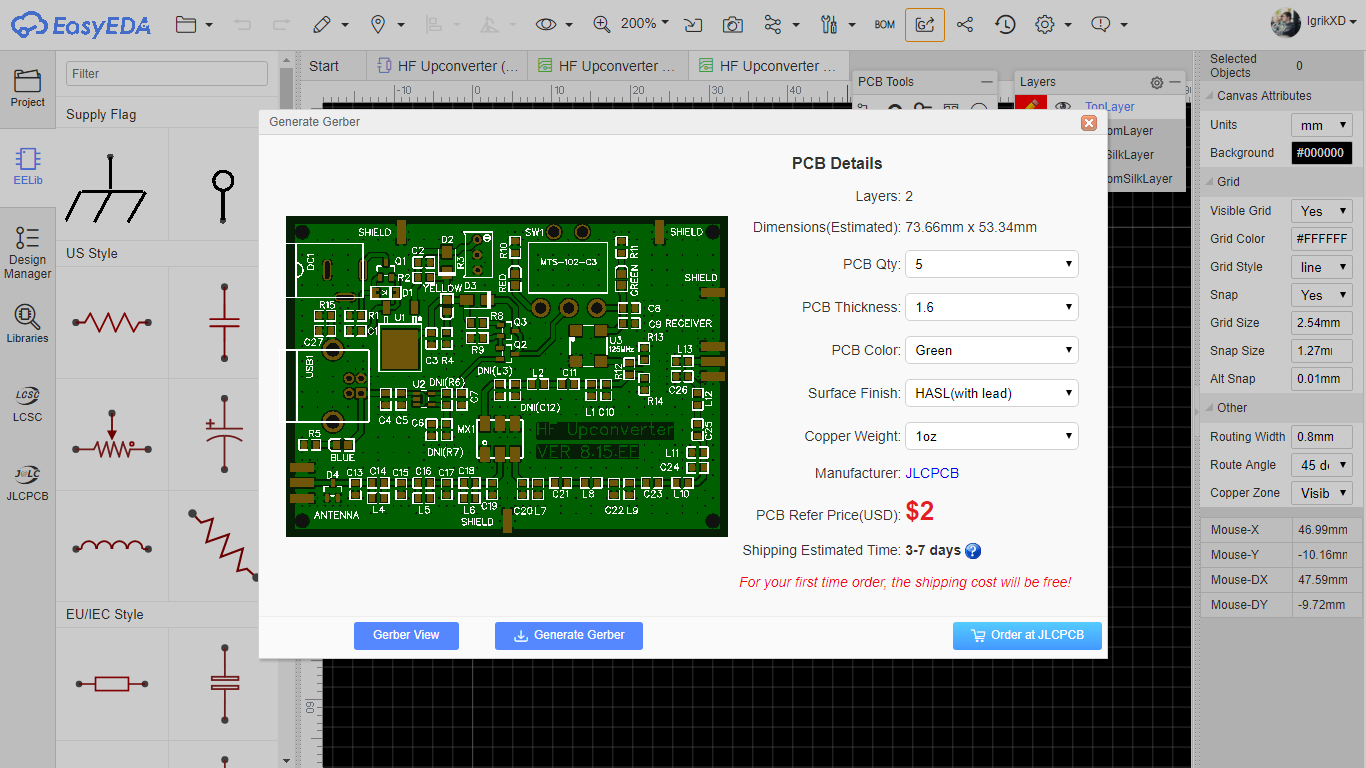 EasyEDA
200%
BOM
G
IgrikXD
Project
EELib
Design
Manager
Libraries
LCSC
LCSC
JLC
JLCPCB
Filter
Supply Flag
US Style
EU/IEC Style
Start
HF Upconverter (...
HF Upconverter ...
HF Upconverter ...
-10
0
10
20
30
40
PCB Tools
Layers
TopLayer
omLayer
SilkLayer
omSilkLayer
Generate Gerber
SHIELD
SW1
SHIELD
DC1
Q1
C2
D2
R3
R10
R11
R2
MTS-102-C3
SHIELD
D1
YELLOW
D3
RED
GREEN
R15
R1
U1
R8
Q3
C8
C27
C1
C9
RECEIVER
C3
R4
R9
Q2
U3
125MHz
R13
USB1
DNI(L3)
L2
C11
R12
L13
U2
DNI(R6)
C26
R14
C7
L12
C4
C5
DNI(C12)
L1
C10
R5
C6
MX1
HF Upconverter
C25
BLUE
DNI(R7)
VER 8.15.EE
L11
C24
D4
C13
C14
C15
C16
C17
C18
ANTENNA
L4
L5
L6
C19
C20
L7
C21
L8
C22
L9
C23
L10
SHIELD
PCB Details
Layers: 2
Dimensions(Estimated): 73.66mm x 53.34mm
PCB Qty: 5
PCB Thickness: 1.6
PCB Color: Green
Surface Finish: HASL(with lead)
Copper Weight: 1oz
Manufacturer: JLCPCB
PCB Refer Price(USD): $2
Shipping Estimated Time: 3-7 days ?
For your first time order, the shipping cost will be free!
Gerber View
Generate Gerber
Order at JLCPCB
60
Selected
Objects
0
Canvas Attributes
Units mm
Background #000000
Grid
Visible Grid Yes
Grid Color #FFFFFF
Grid Style line
Snap Yes
Grid Size 2.54mm
Snap Size 1.27m
Alt Snap 0.01mm
Other
Routing Width 0.8mm
Route Angle 45 d
Copper Zone Visib
Mouse-X 46.99mm
Mouse-Y -10.16mm
Mouse-DX 47.59mm
Mouse-DY -9.72mm